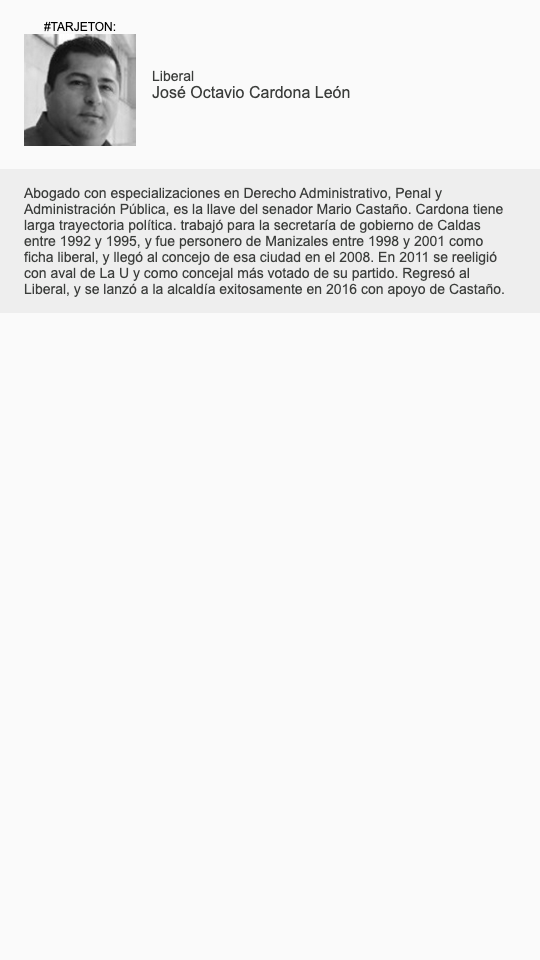 #TARJETON:
Liberal
José Octavio Cardona León
Abogado con especializaciones en Derecho Administrativo, Penal y
Administración Pública, es la llave del senador Mario Castaño. Cardona tiene
larga trayectoria política. trabajó para la secretaría de gobierno de Caldas
entre 1992 y 1995, y fue personero de Manizales entre 1998 y 2001 como
ficha liberal, y llegó al concejo de esa ciudad en el 2008. En 2011 se reeligió
con aval de La U y como concejal más votado de su partido. Regresó al
Liberal, y se lanzó a la alcaldía exitosamente en 2016 con apoyo de Castaño.